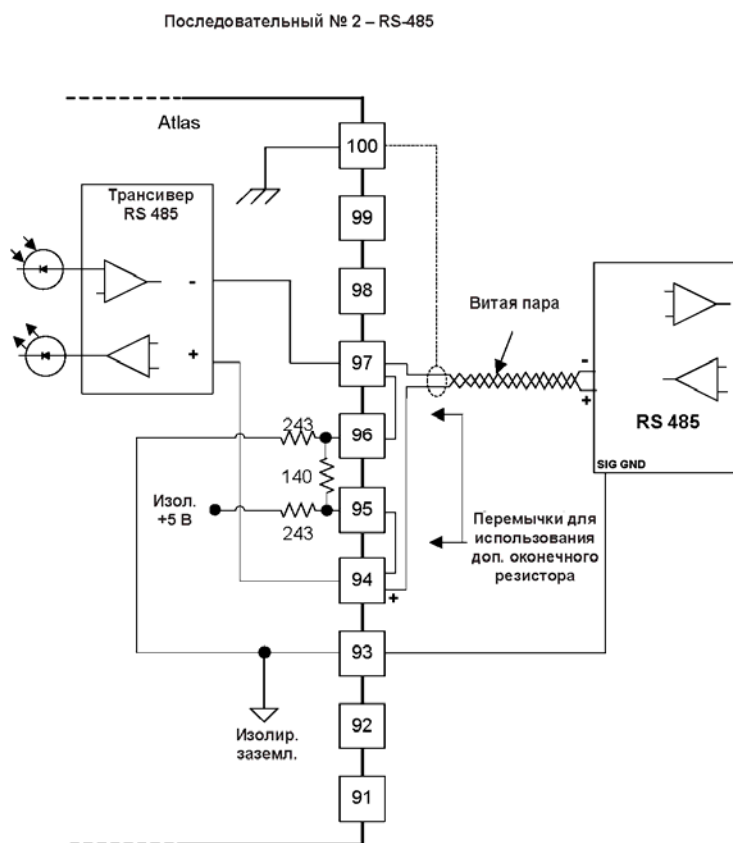 Последовательный № 2 – RS-485
Atlas
100
Трансивер
RS 485
99
98
-
97
Витая пара
-
+
+
RS 485
243
96
SIG GND
140
Изол.
+5 В
95
243
Перемычки для
использования
доп. оконечного
резистора
94
+
93
Изолир.
заземл.
92
91